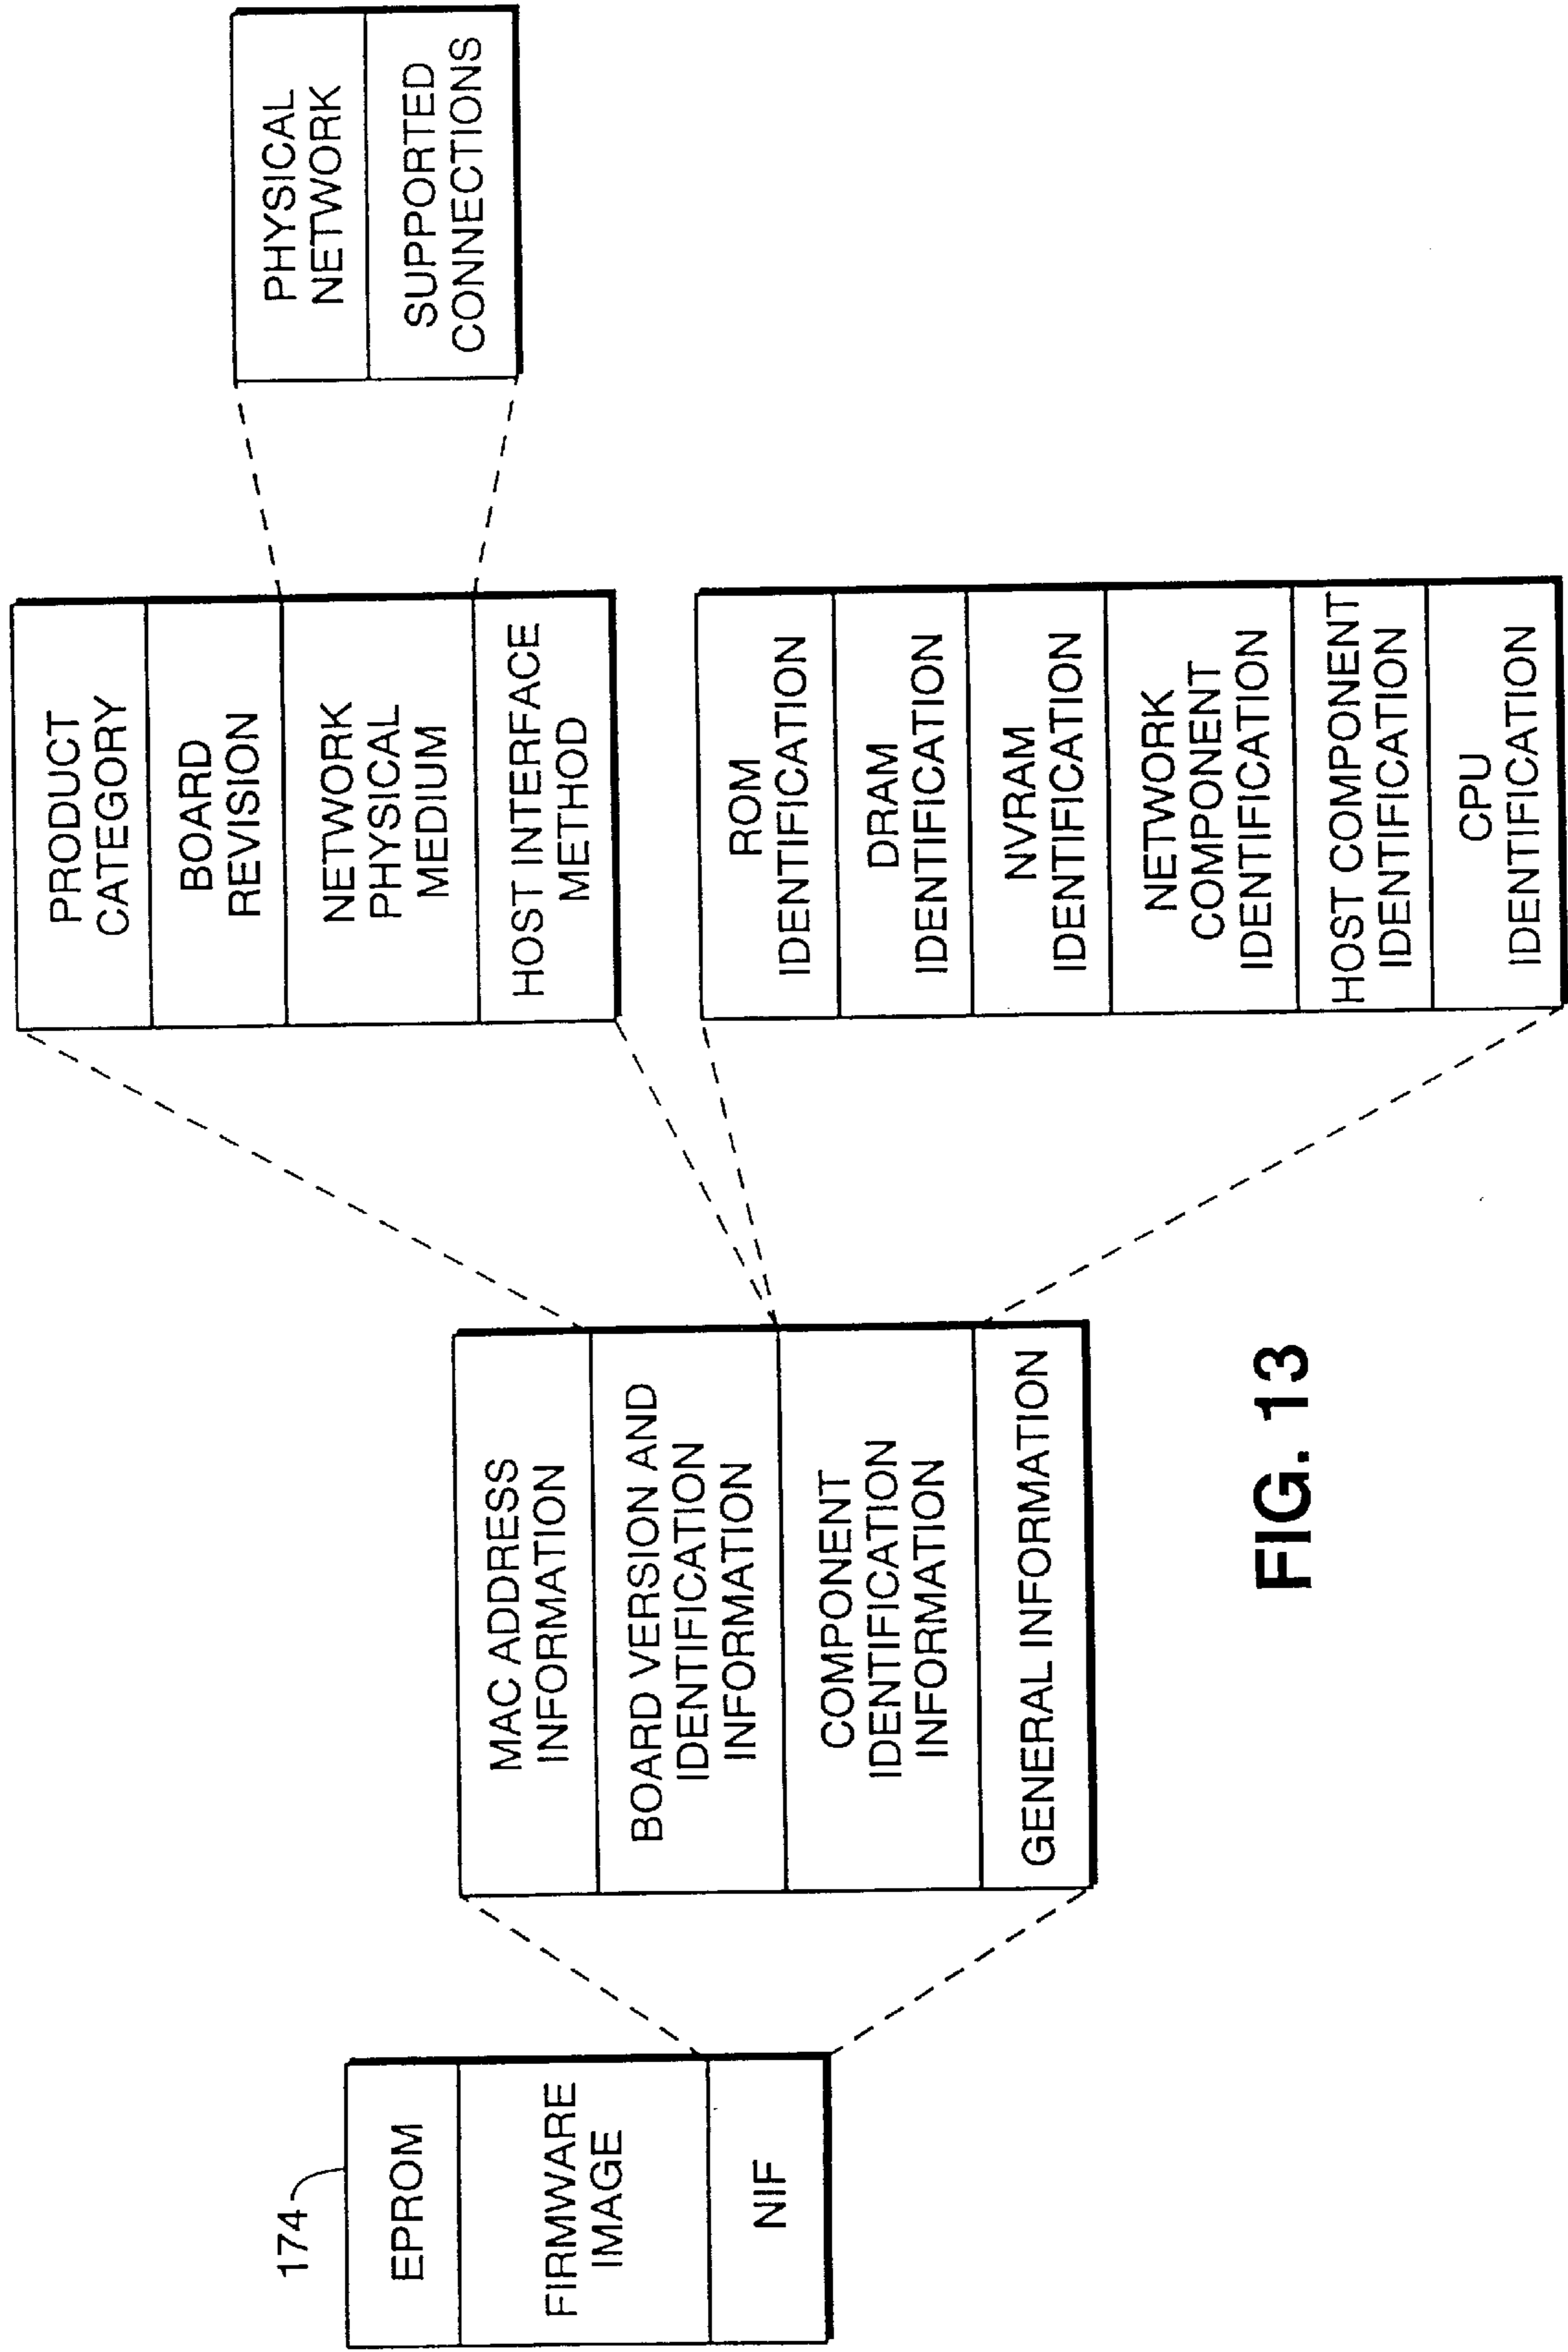 174
EPROM
FIRMWARE
IMAGE
NIF
MAC ADDRESS
INFORMATION
BOARD VERSION AND
IDENTIFICATION
INFORMATION
COMPONENT
IDENTIFICATION
INFORMATION
GENERAL INFORMATION
PRODUCT
CATEGORY
BOARD
REVISION
NETWORK
PHYSICAL
MEDIUM
HOST INTERFACE
METHOD
ROM
IDENTIFICATION
DRAM
IDENTIFICATION
NVRAM
IDENTIFICATION
NETWORK
COMPONENT
IDENTIFICATION
HOST COMPONENT
IDENTIFICATION
CPU
IDENTIFICATION
PHYSICAL
NETWORK
SUPPORTED
CONNECTIONS
FIG. 13